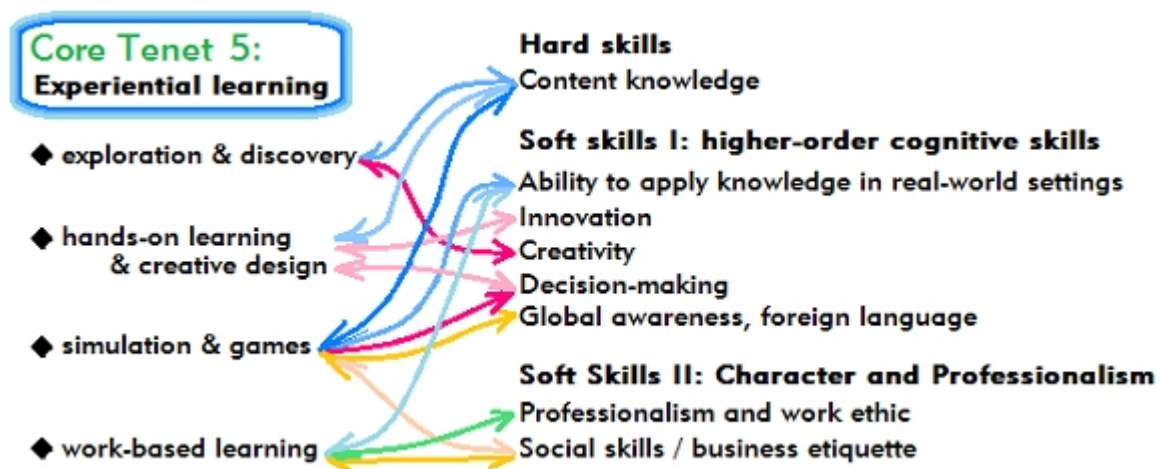 Core Tenet 5:
Experiential learning
◆ exploration & discovery
◆ hands-on learning
& creative design
◆ simulation & games
◆ work-based learning
Hard skills
Content knowledge
Soft skills I: higher-order cognitive skills
Ability to apply knowledge in real-world settings
Innovation
Creativity
Decision-making
Global awareness, foreign language
Soft Skills II: Character and Professionalism
Professionalism and work ethic
Social skills / business etiquette